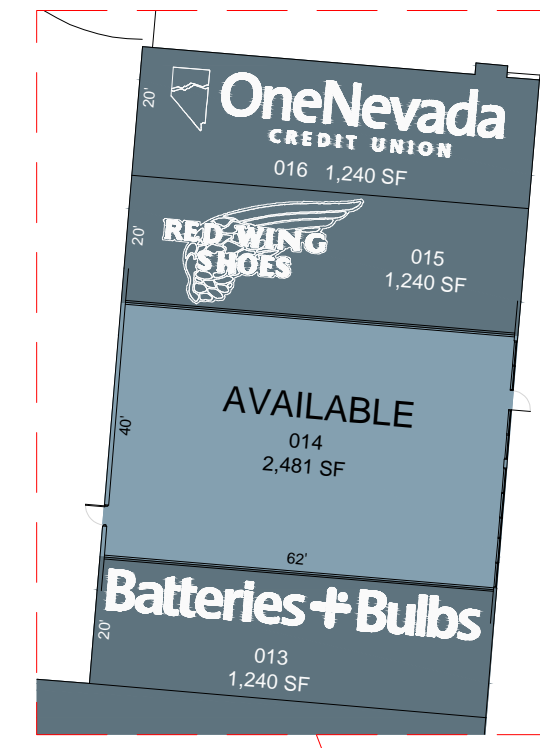 20'
OneNevada
CREDIT UNION
016 1,240 SF
20'
RED WING
SHOES
015
1,240 SF
AVAILABLE
014
2,481 SF
40'
62'
Batteries + Bulbs
20'
013
1,240 SF